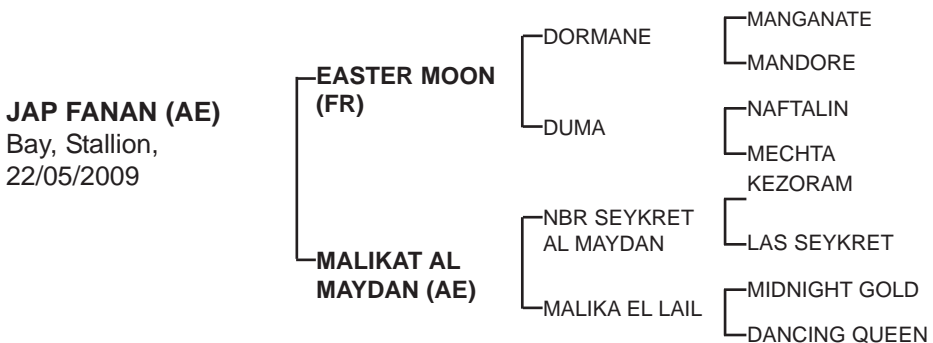 JAP FANAN (AE)
Bay, Stallion,
22/05/2009
EASTER MOON
(FR)
MALIKAT AL
MAYDAN (AE)
DORMANE
DUMA
NBR SEYKRET
AL MAYDAN
MALIKA EL LAIL
MANGANATE
MANDORE
NAFTALIN
MECHTA
KEZORAM
LAS SEYKRET
MIDNIGHT GOLD
DANCING QUEEN